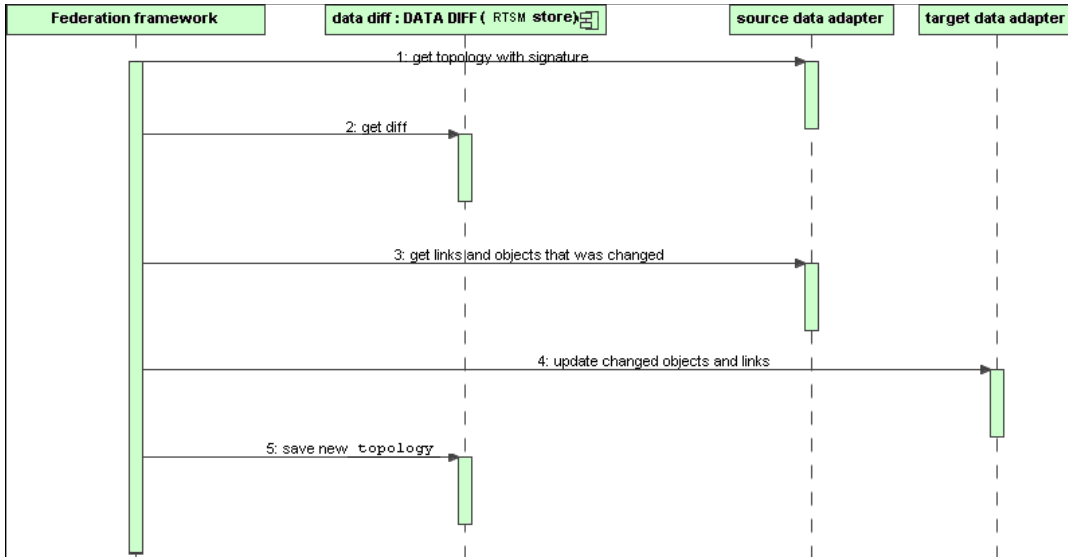 Federation framework
data diff : DATA DIFF( RTSM store)
source data adapter
target data adapter
1: get topology with signature
2: get diff
3: get links and objects that was changed
4: update changed objects and links
5: save new topology